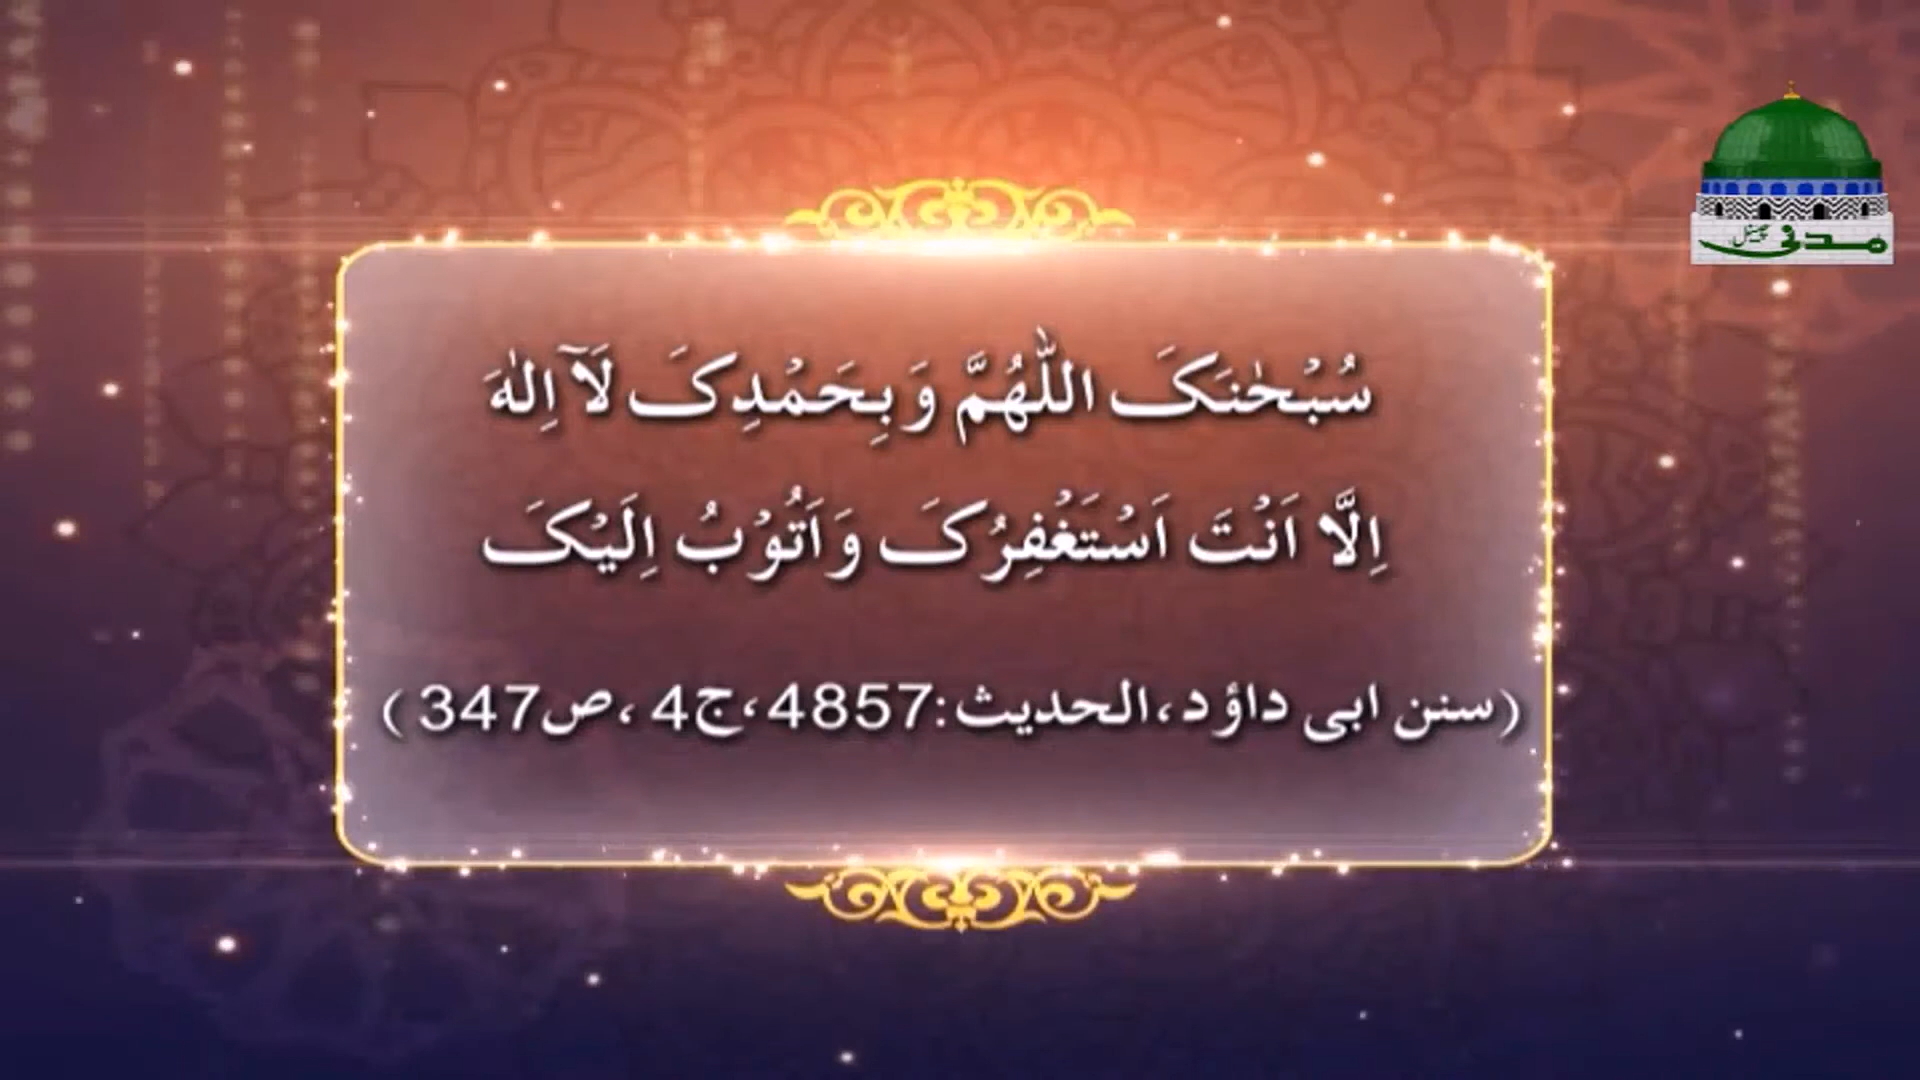 سُبْحٰنَکَ اللّٰھُمَّ وَ بِحَمْدِکَ لَآ اِلٰہَ
اِلَّا اَنْتَ اَسْتَغْفِرُکَ وَ اَتُوْبُ اِلَیْکَ
(سنن ابی داؤد،الحدیث:4857،ج4،ص347)
مدنی چینل